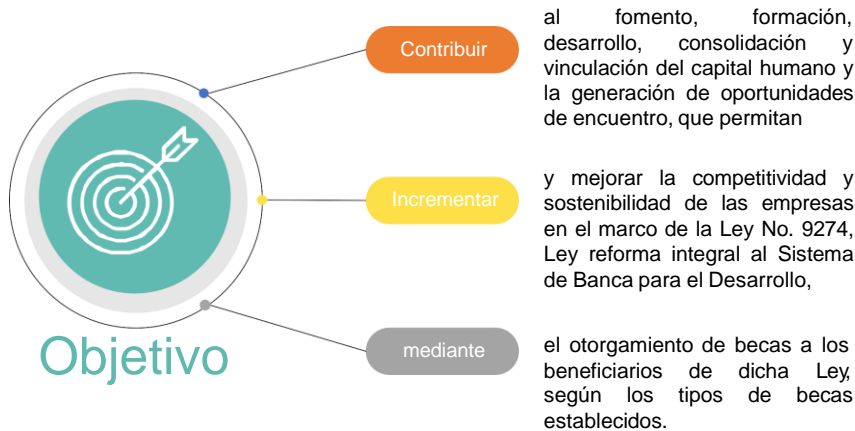 Objetivo
Contribuir
al fomento, formación,
desarrollo, consolidación y
vinculación del capital humano y
la generación de oportunidades
de encuentro, que permitan
Incrementar
y mejorar la competitividad y
sostenibilidad de las empresas
en el marco de la Ley No. 9274,
Ley reforma integral al Sistema
de Banca para el Desarrollo,
mediante
el otorgamiento de becas a los
beneficiarios de dicha Ley,
según los tipos de becas
establecidos.